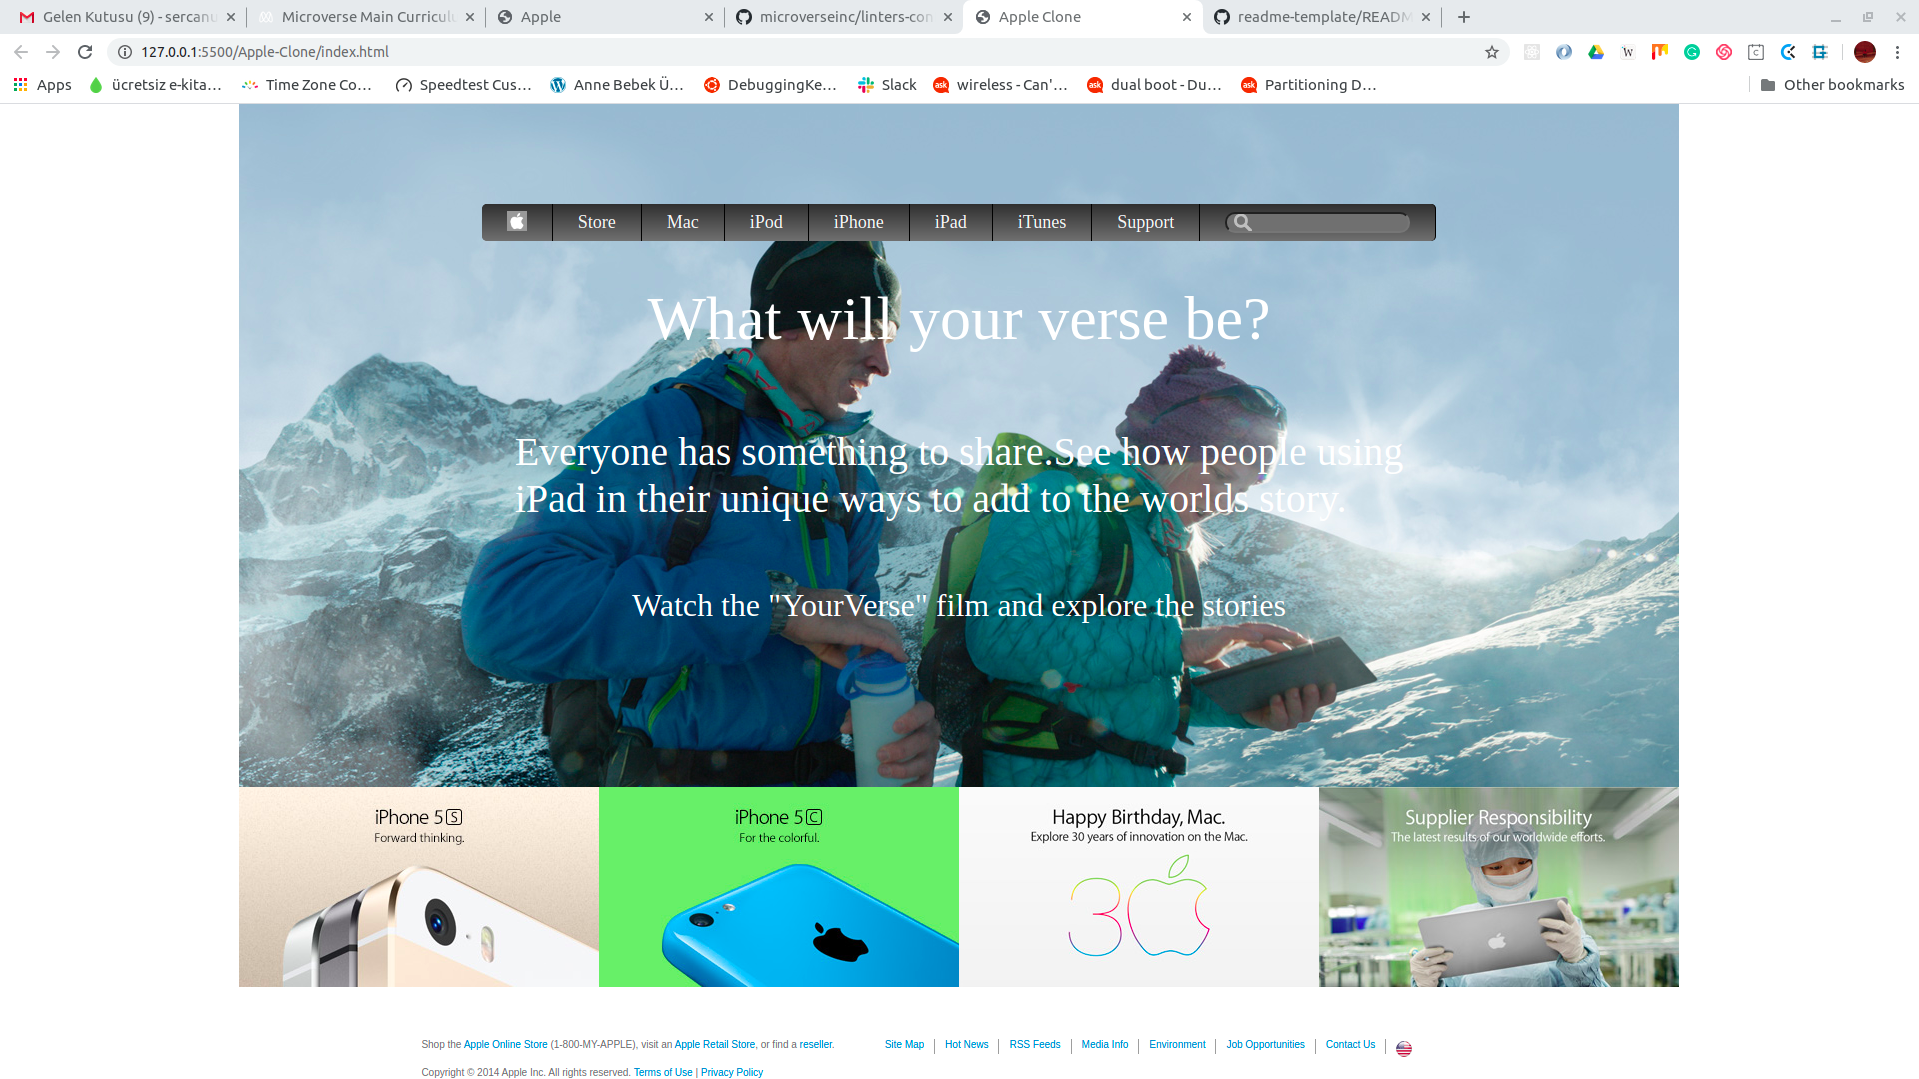 Gelen Kutusu (9) - sercanu
Microverse Main Curriculu
Apple
microverseinc/linters-con
Apple Clone
readme-template/READM
127.0.0.1:5500/Apple-Clone/index.html
Apps
ücretsiz e-kita…
Time Zone Co…
Speedtest Cus…
Anne Bebek Ü…
DebuggingKe…
Slack
ask
wireless - Can'…
ask
dual boot - Du…
ask
Partitioning D…
Other bookmarks
Store
Mac
iPod
iPhone
iPad
iTunes
Support
What will your verse be?
Everyone has something to share.See how people using
iPad in their unique ways to add to the worlds story.
Watch the "YourVerse" film and explore the stories
iPhone 5S
Forward thinking.
iPhone 5C
For the colorful.
Happy Birthday, Mac.
Explore 30 years of innovation on the Mac.
30
Supplier Responsibility
The latest results of our worldwide efforts.
Shop the Apple Online Store (1-800-MY-APPLE), visit an Apple Retail Store, or find a reseller.
Site Map
Hot News
RSS Feeds
Media Info
Environment
Job Opportunities
Contact Us
Copyright © 2014 Apple Inc. All rights reserved. Terms of Use | Privacy Policy